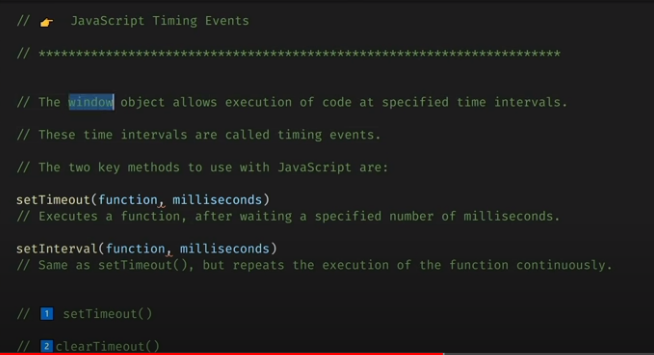 // 👉 JavaScript Timing Events
// **********************************************************************
// The window object allows execution of code at specified time intervals.
// These time intervals are called timing events.
// The two key methods to use with JavaScript are:
setTimeout(function, milliseconds)
// Executes a function, after waiting a specified number of milliseconds.
setInterval(function, milliseconds)
// Same as setTimeout(), but repeats the execution of the function continuously.
// 1️⃣ setTimeout()
// 2️⃣clearTimeout()